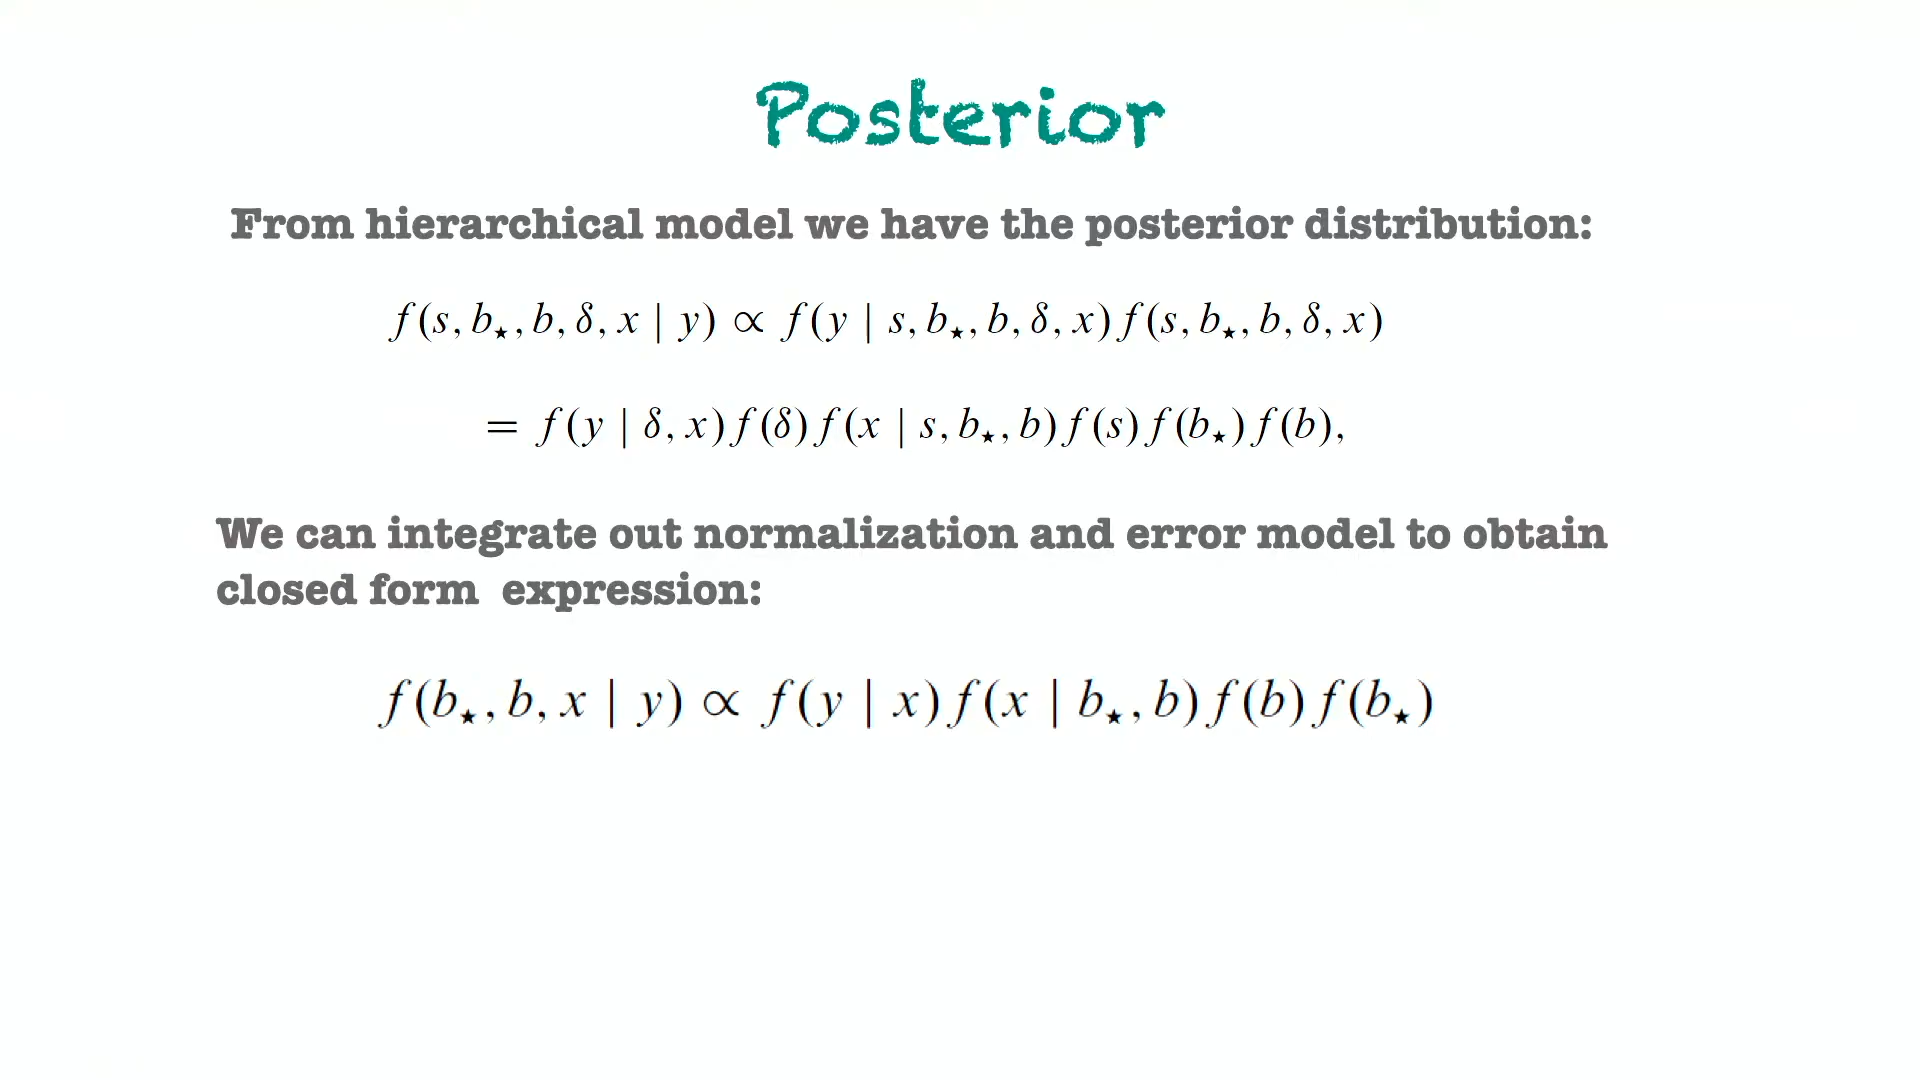 Posterior
From hierarchical model we have the posterior distribution:
f(s, b⋆, b, δ, x | y) ∝ f(y | s, b⋆, b, δ, x) f(s, b⋆, b, δ, x)
= f(y | δ, x) f(δ) f(x | s, b⋆, b) f(s) f(b⋆) f(b),
We can integrate out normalization and error model to obtain
closed form expression:
f(b⋆, b, x | y) ∝ f(y | x) f(x | b⋆, b) f(b) f(b⋆)